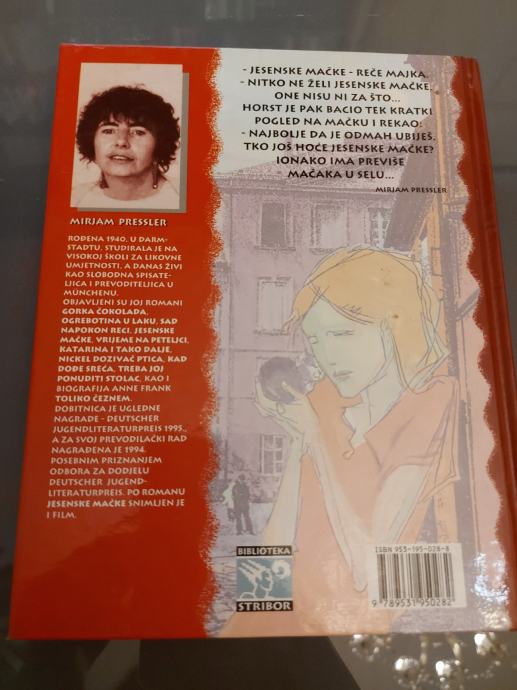 - JESENSKE MAČKE - REČE MAJKA.
- NITKO NE ŽELI JESENSKE MAČKE,
ONE NISU NI ZA ŠTO...
HORST JE PAK BACIO TEK KRATKI
POGLED NA MAČKU I REKAO:
- NAJBOLJE DA JE ODMAH UBIJEŠ.
TKO JOŠ HOĆE JESENSKE MAČKE?
IONAKO IMA PREVIŠE
MAČAKA U SELU...
MIRJAM PRESSLER
MIRJAM PRESSLER
ROĐENA 1940. U DARM-
STADTU, STUDIRALA JE NA
VISOKOJ ŠKOLI ZA LIKOVNE
UMJETNOSTI, A DANAS ŽIVI
KAO SLOBODNA SPISATE-
LJICA I PREVODITELJICA U
MÜNCHENU.
OBJAVLJENI SU JOJ ROMANI
GORKA ČOKOLADA,
OGREBOTINA U LAKU, SAD
NAPOKON RECI, JESENSKE
MAČKE, VRIJEME NA PETELJCI,
KATARINA I TAKO DALJE,
NICKEL DOZIVAČ PTICA, KAD
DOĐE SREĆA, TREBA JOJ
PONUDITI STOLAC, KAO I
BIOGRAFIJA ANNE FRANK
TOLIKO ČEZNEM.
DOBITNICA JE UGLEDNE
NAGRADE - DEUTSCHER
JUGENDLITERATURPREIS 1995.,
A ZA SVOJ PREVODILAČKI RAD
NAGRAĐENA JE 1994.
POSEBNIM PRIZNANJEM
ODBORA ZA DODJELU
DEUTSCHER JUGEND-
LITERATURPREIS. PO ROMANU
JESENSKE MAČKE SNIMLJEN JE
I FILM.
BIBLIOTEKA
STRIBOR
ISBN 953-195-028-8
9 789531 950282